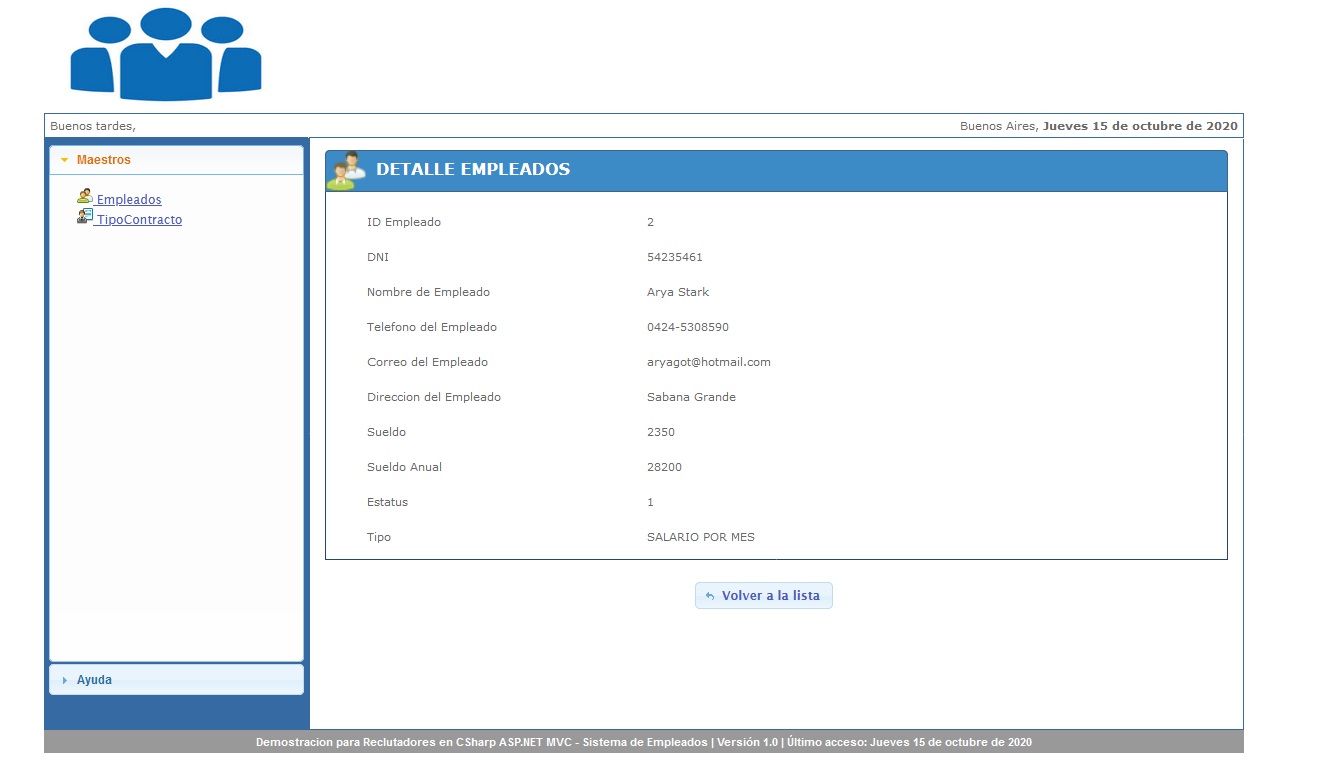 Buenos tardes,
Buenos Aires, Jueves 15 de octubre de 2020
Maestros
Empleados
TipoContracto
DETALLE EMPLEADOS
ID Empleado 2
DNI 54235461
Nombre de Empleado Arya Stark
Telefono del Empleado 0424-5308590
Correo del Empleado aryagot@hotmail.com
Direccion del Empleado Sabana Grande
Sueldo 2350
Sueldo Anual 28200
Estatus 1
Tipo SALARIO POR MES
Volver a la lista
Ayuda
Demostracion para Reclutadores en CSharp ASP.NET MVC - Sistema de Empleados | Versión 1.0 | Último acceso: Jueves 15 de octubre de 2020